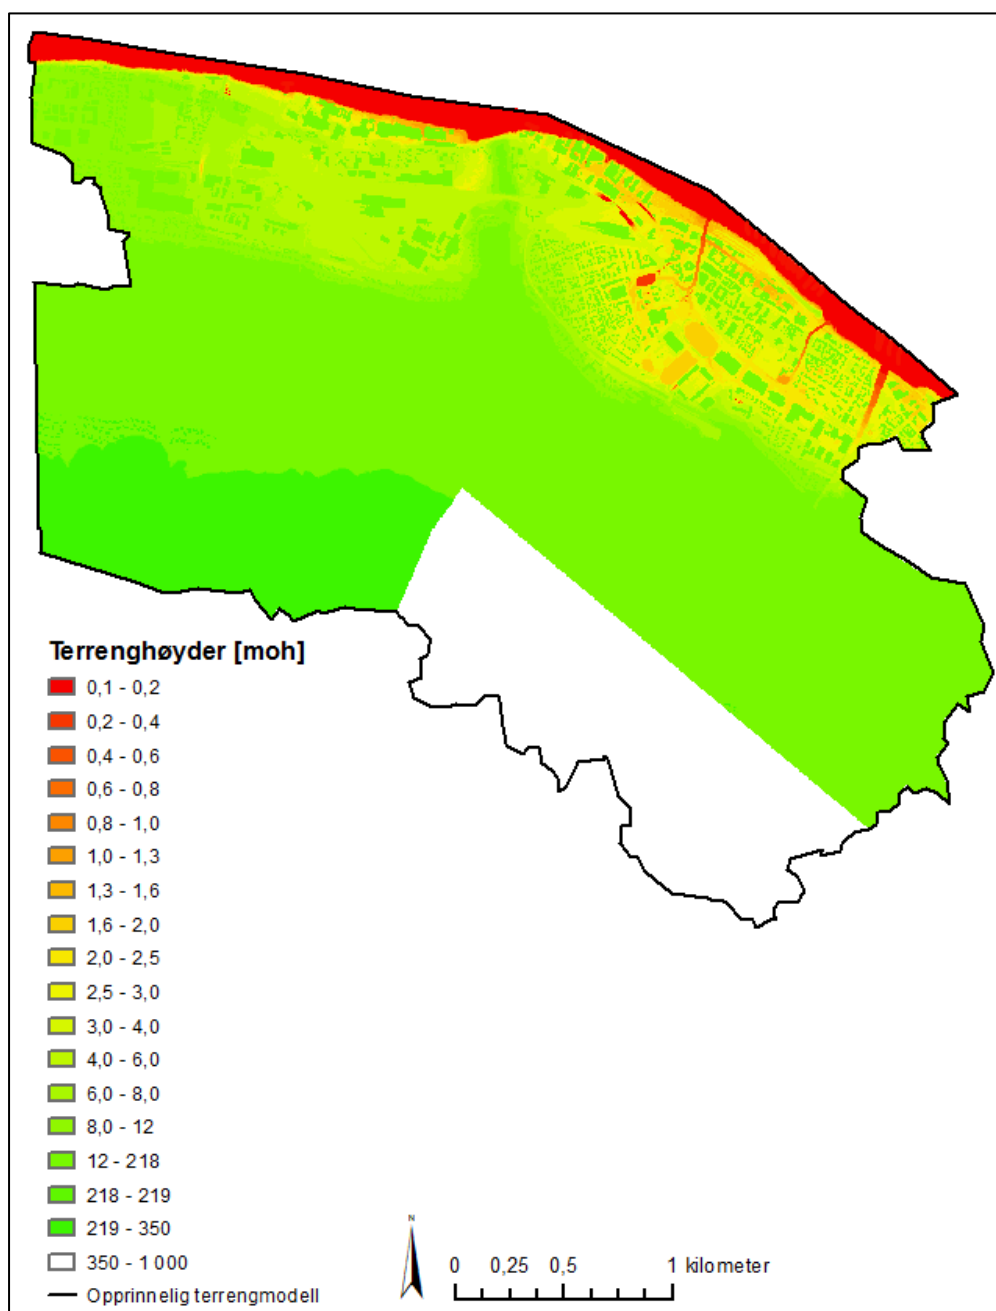 Terrenghøyder [moh]
0,1 - 0,2
0,2 - 0,4
0,4 - 0,6
0,6 - 0,8
0,8 - 1,0
1,0 - 1,3
1,3 - 1,6
1,6 - 2,0
2,0 - 2,5
2,5 - 3,0
3,0 - 4,0
4,0 - 6,0
6,0 - 8,0
8,0 - 12
12 - 218
218 - 219
219 - 350
350 - 1 000
Opprinnelig terrengmodell
N
0 0,25 0,5 1 kilometer